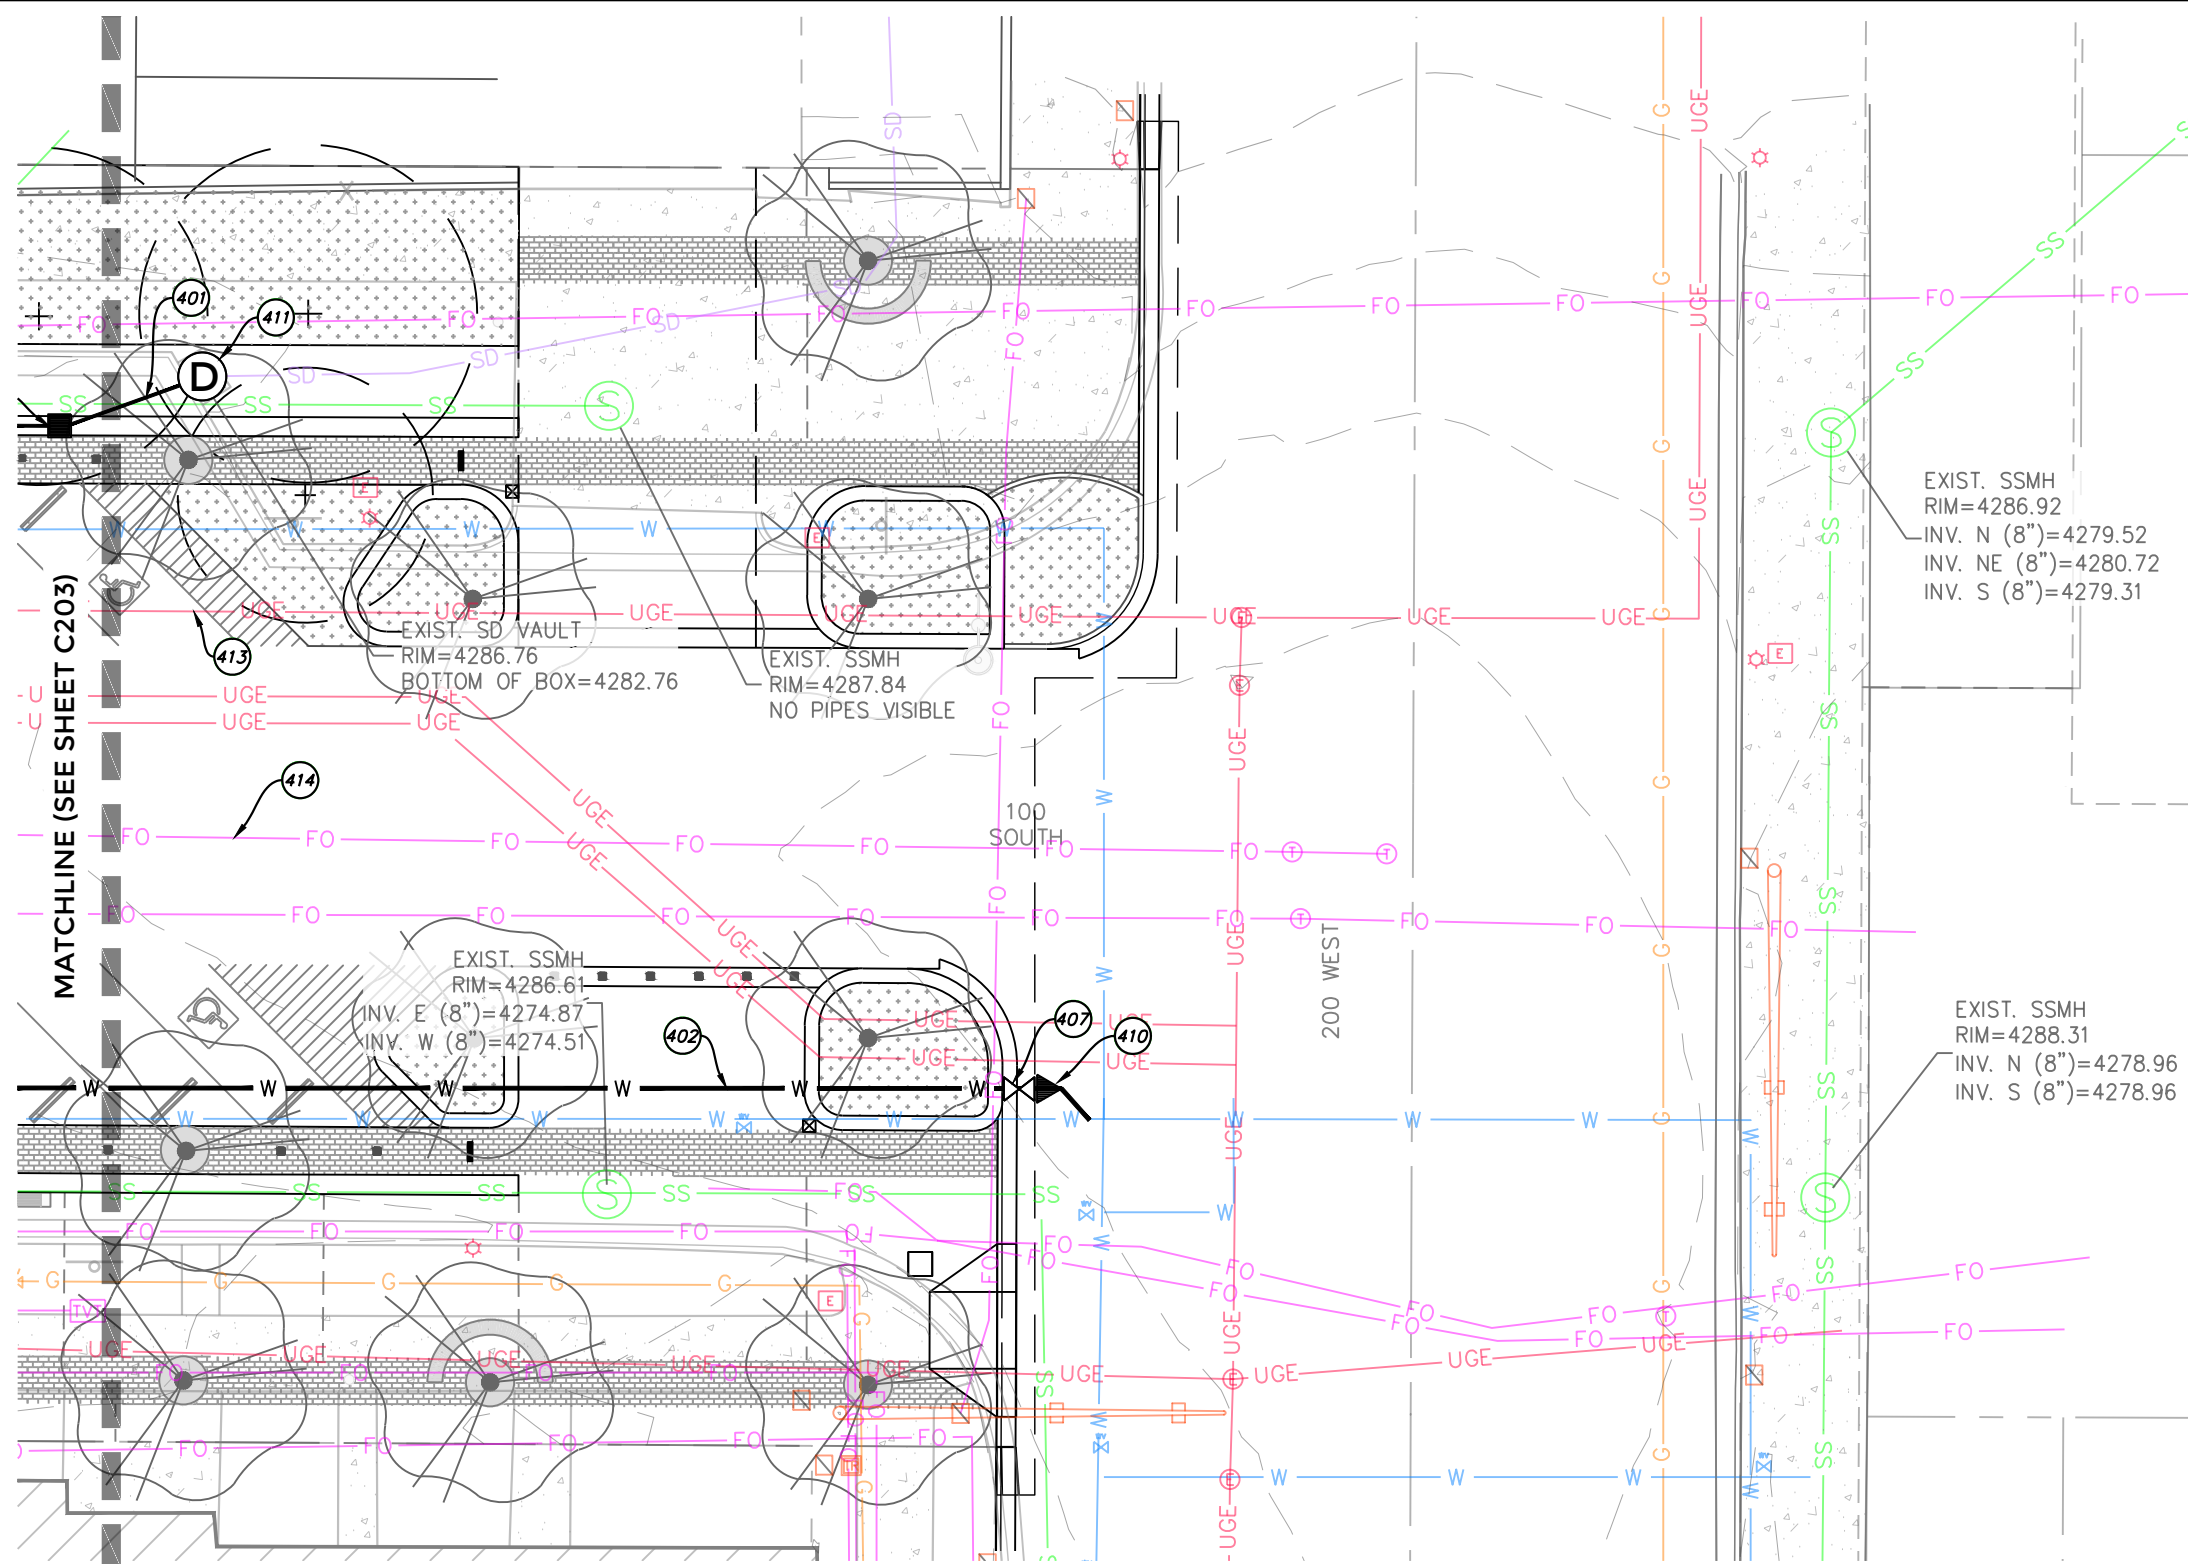 MATCHLINE (SEE SHEET C203)
401
411
D
413
414
402
407
410
EXIST. SD VAULT
RIM=4286.76
BOTTOM OF BOX=4282.76
EXIST. SSMH
RIM=4287.84
NO PIPES VISIBLE
EXIST. SSMH
RIM=4286.92
INV. N (8”)=4279.52
INV. NE (8”)=4280.72
INV. S (8”)=4279.31
100
SOUTH
200 WEST
EXIST. SSMH
RIM=4286.61
INV. E (8”)=4274.87
INV. W (8”)=4274.51
EXIST. SSMH
RIM=4288.31
INV. N (8”)=4278.96
INV. S (8”)=4278.96
SD
FO
SS
UGE
W
G
S
E
T